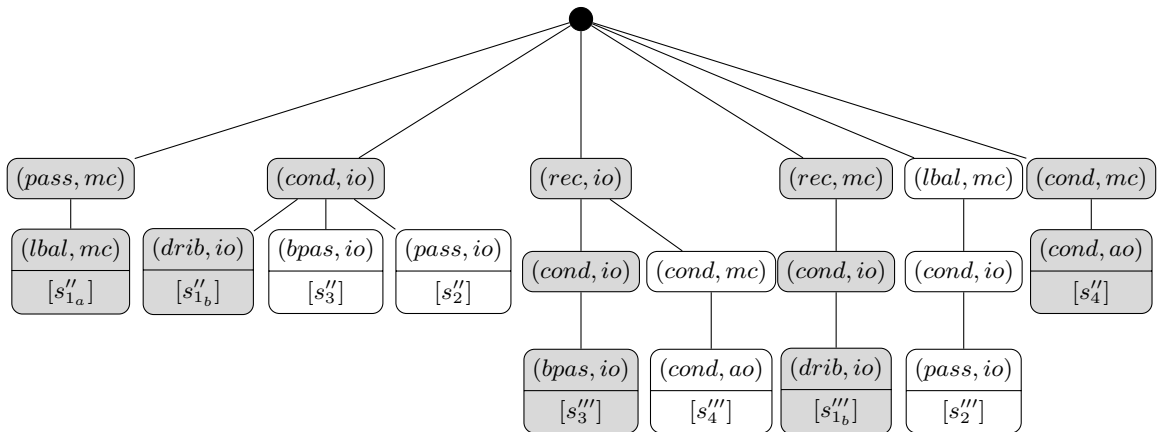 (pass, mc) (cond, io) (rec, io) (rec, mc) (lbal, mc) (cond, mc)
(lbal, mc) (drib, io) (bpas, io) (pass, io) (cond, io) (cond, mc) (cond, io) (cond, io) (cond, ao)
[s''_{1_a}] [s''_{1_b}] [s''_3] [s''_2] [s''_4]
(bpas, io) (cond, ao) (drib, io) (pass, io)
[s'''_3] [s'''_4] [s'''_{1_b}] [s'''_2]